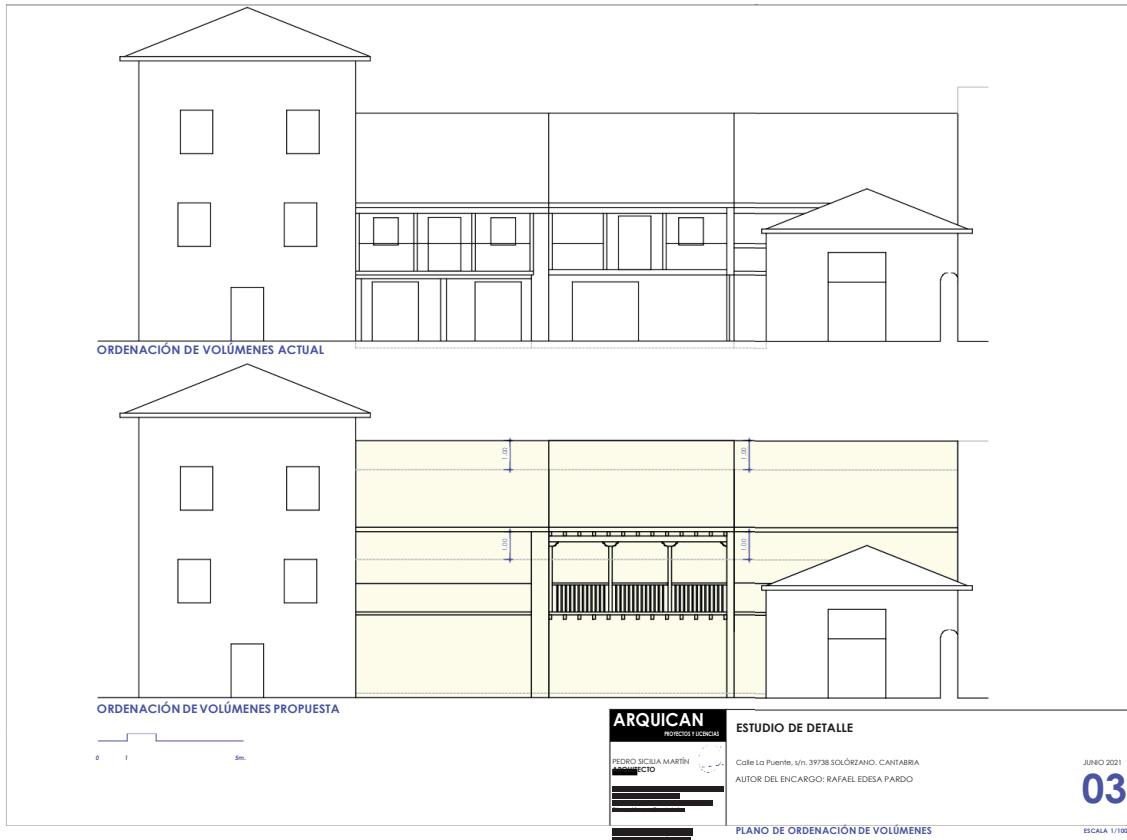 ORDENACIÓN DE VOLÚMENES ACTUAL
1.00
1.00
1.00
1.00
ORDENACIÓN DE VOLÚMENES PROPUESTA
0 1 5m.
ARQUICAN
PROYECTOS Y LICENCIAS
PEDRO SICILIA MARTÍN
ARQUITECTO
ESTUDIO DE DETALLE
Calle La Puente, s/n. 39738 SOLÓRZANO. CANTABRIA
AUTOR DEL ENCARGO: RAFAEL EDESA PARDO
JUNIO 2021
03
PLANO DE ORDENACIÓN DE VOLÚMENES
ESCALA 1/100